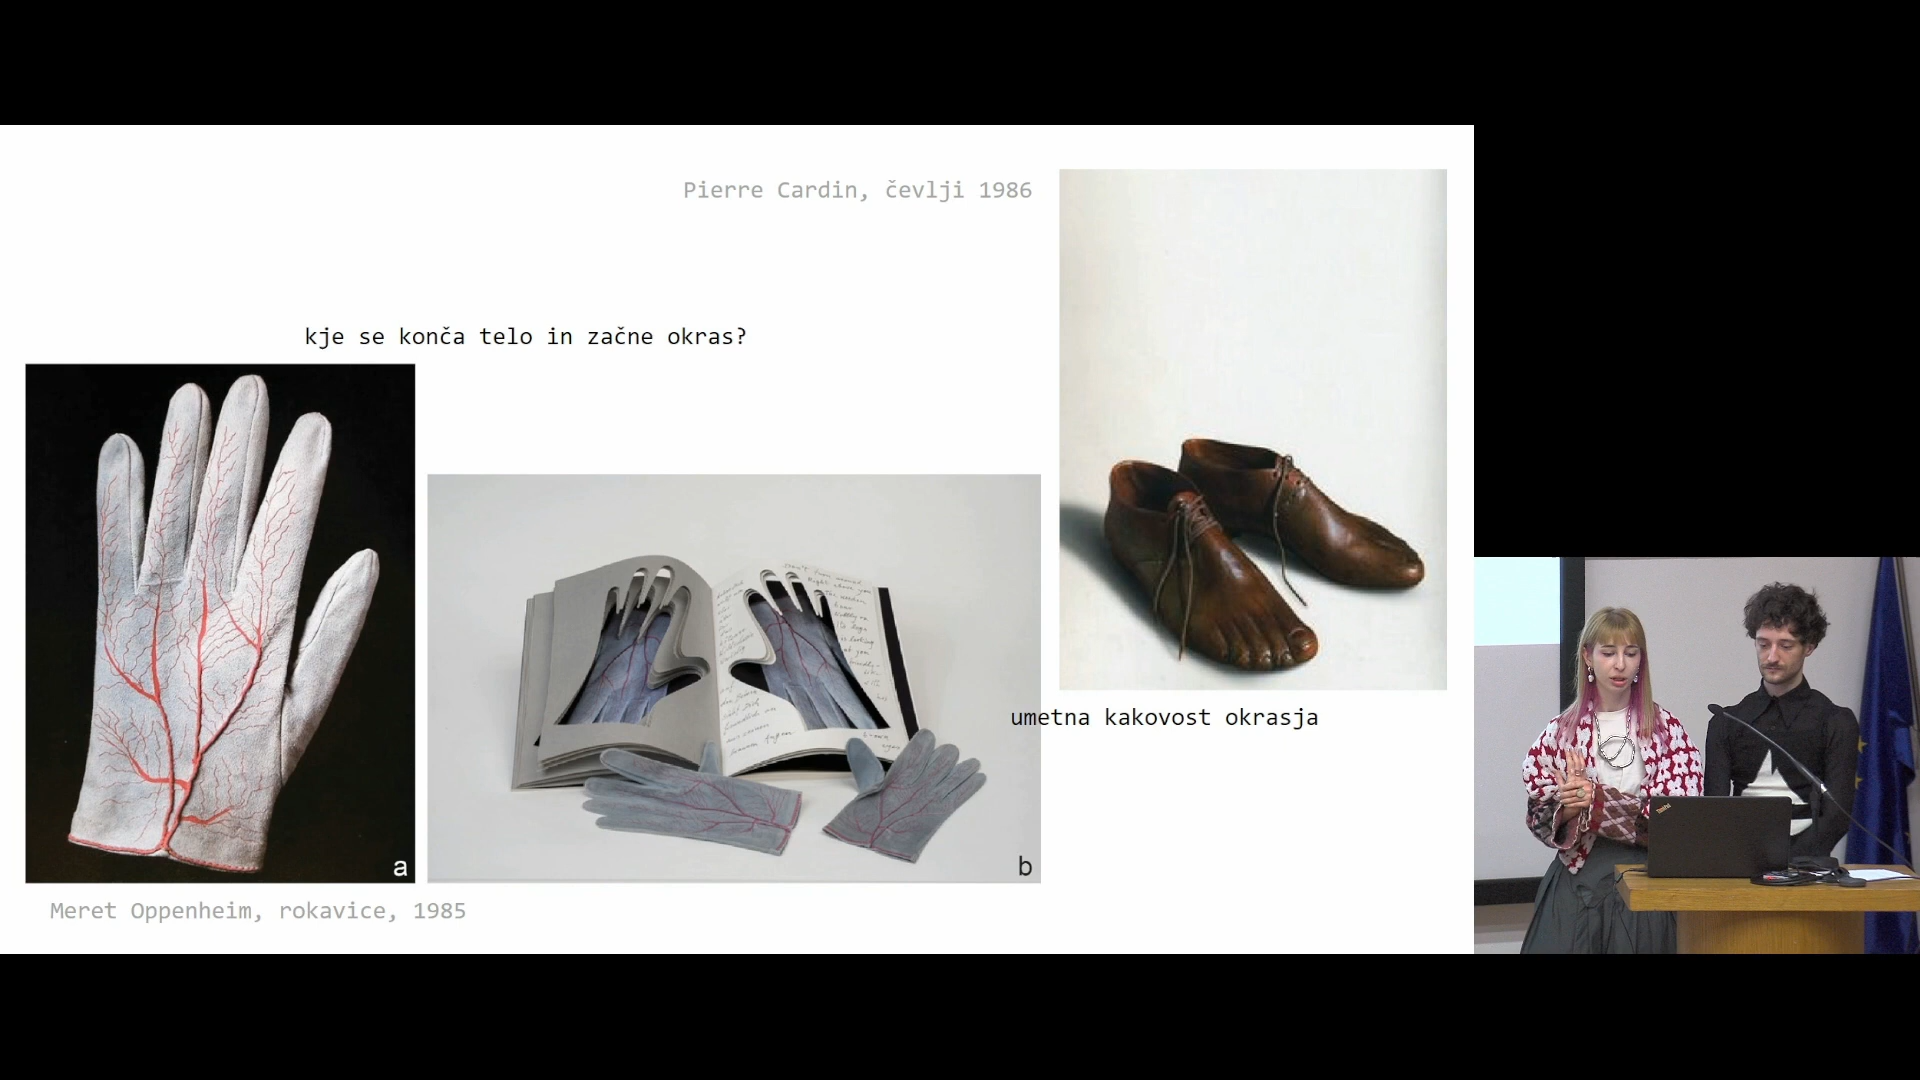 Pierre Cardin, čevlji 1986
kje se konča telo in začne okras?
a
b
umetna kakovost okrasja
Meret Oppenheim, rokavice, 1985